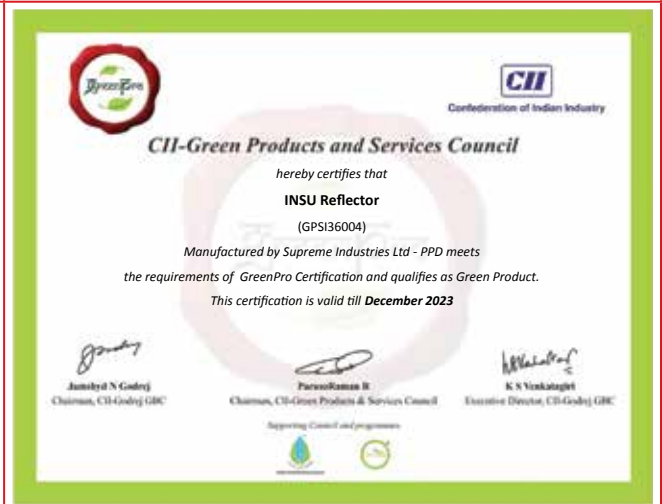 GreenPro
CII
Confederation of Indian Industry
CII-Green Products and Services Council
hereby certifies that
INSU Reflector
(GPSI36004)
Manufactured by Supreme Industries Ltd - PPD meets
the requirements of GreenPro Certification and qualifies as Green Product.
This certification is valid till December 2023
Jamshyd N Godrej
Chairman, CII-Godrej GBC
ParasuRaman R
Chairman, CII-Green Products & Services Council
K S Venkatagiri
Executive Director, CII-Godrej GBC
Supporting Council and programmes